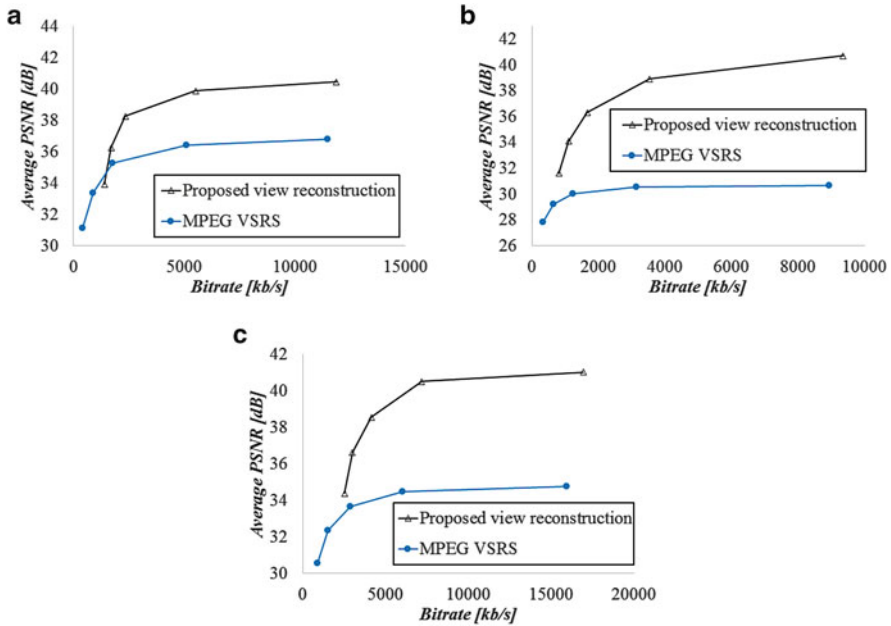 a
44
42
40
38
36
34
32
30
Average PSNR [dB]
Proposed view reconstruction
MPEG VSRS
0 5000 10000 15000
Bitrate [kb/s]
b
42
40
38
36
34
32
30
28
26
Average PSNR [dB]
Proposed view reconstruction
MPEG VSRS
0 2000 4000 6000 8000 10000
Bitrate [kb/s]
c
42
40
38
36
34
32
30
Average PSNR [dB]
Proposed view reconstruction
MPEG VSRS
0 5000 10000 15000 20000
Bitrate [kb/s]